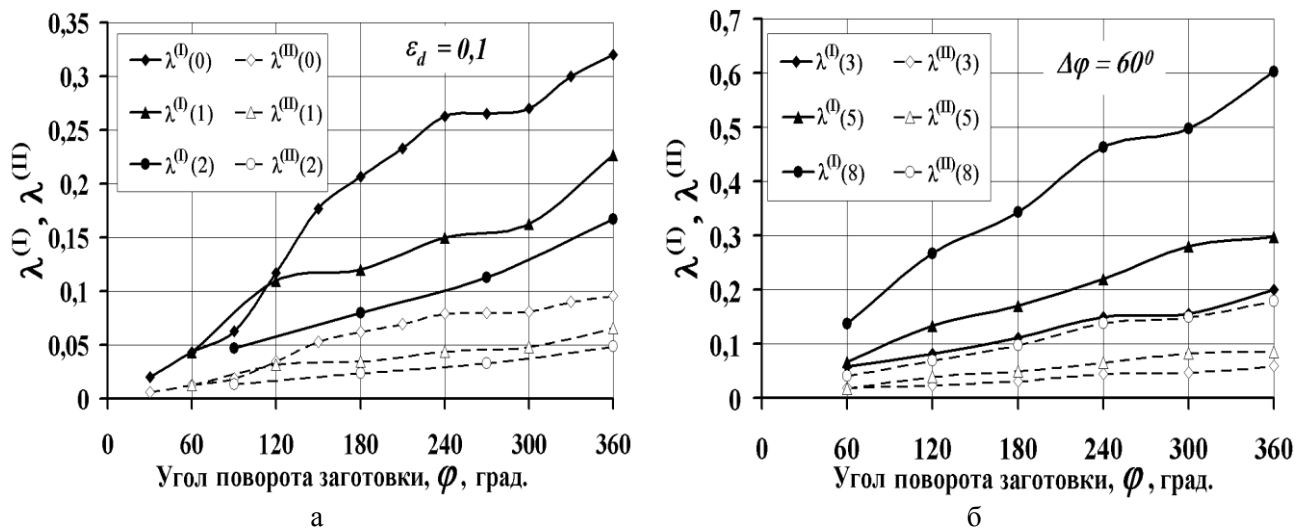 0,35
0,3
0,25
0,2
0,15
0,1
0,05
0
λ⁽ᴵ⁾, λ⁽ᴵᴵ⁾
λ⁽ᴵ⁾(0) λ⁽ᴵᴵ⁾(0)
λ⁽ᴵ⁾(1) λ⁽ᴵᴵ⁾(1)
λ⁽ᴵ⁾(2) λ⁽ᴵᴵ⁾(2)
ε_d = 0,1
0 60 120 180 240 300 360
Угол поворота заготовки, φ, град.
а
0,7
0,6
0,5
0,4
0,3
0,2
0,1
0
λ⁽ᴵ⁾, λ⁽ᴵᴵ⁾
λ⁽ᴵ⁾(3) λ⁽ᴵᴵ⁾(3)
λ⁽ᴵ⁾(5) λ⁽ᴵᴵ⁾(5)
λ⁽ᴵ⁾(8) λ⁽ᴵᴵ⁾(8)
Δφ = 60⁰
0 60 120 180 240 300 360
Угол поворота заготовки, φ, град.
б